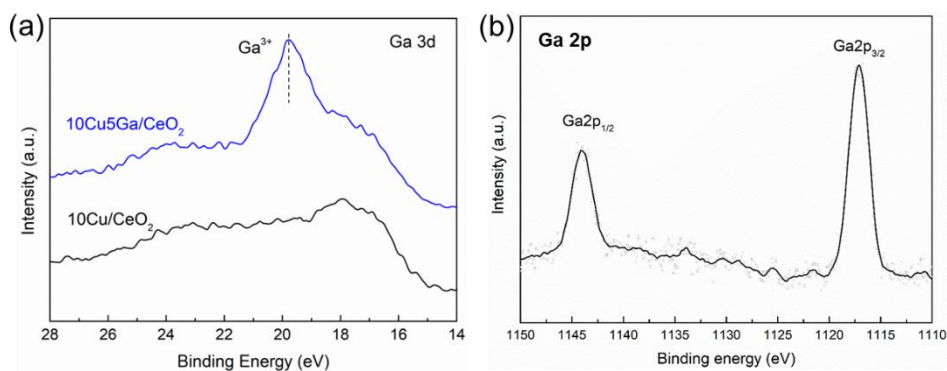 (a)
Ga 3d
Ga³⁺
10Cu5Ga/CeO₂
10Cu/CeO₂
Intensity (a.u.)
28 26 24 22 20 18 16 14
Binding Energy (eV)
(b)
Ga 2p
Ga2p₃/₂
Ga2p₁/₂
Intensity (a.u.)
1150 1145 1140 1135 1130 1125 1120 1115 1110
Binding energy (eV)